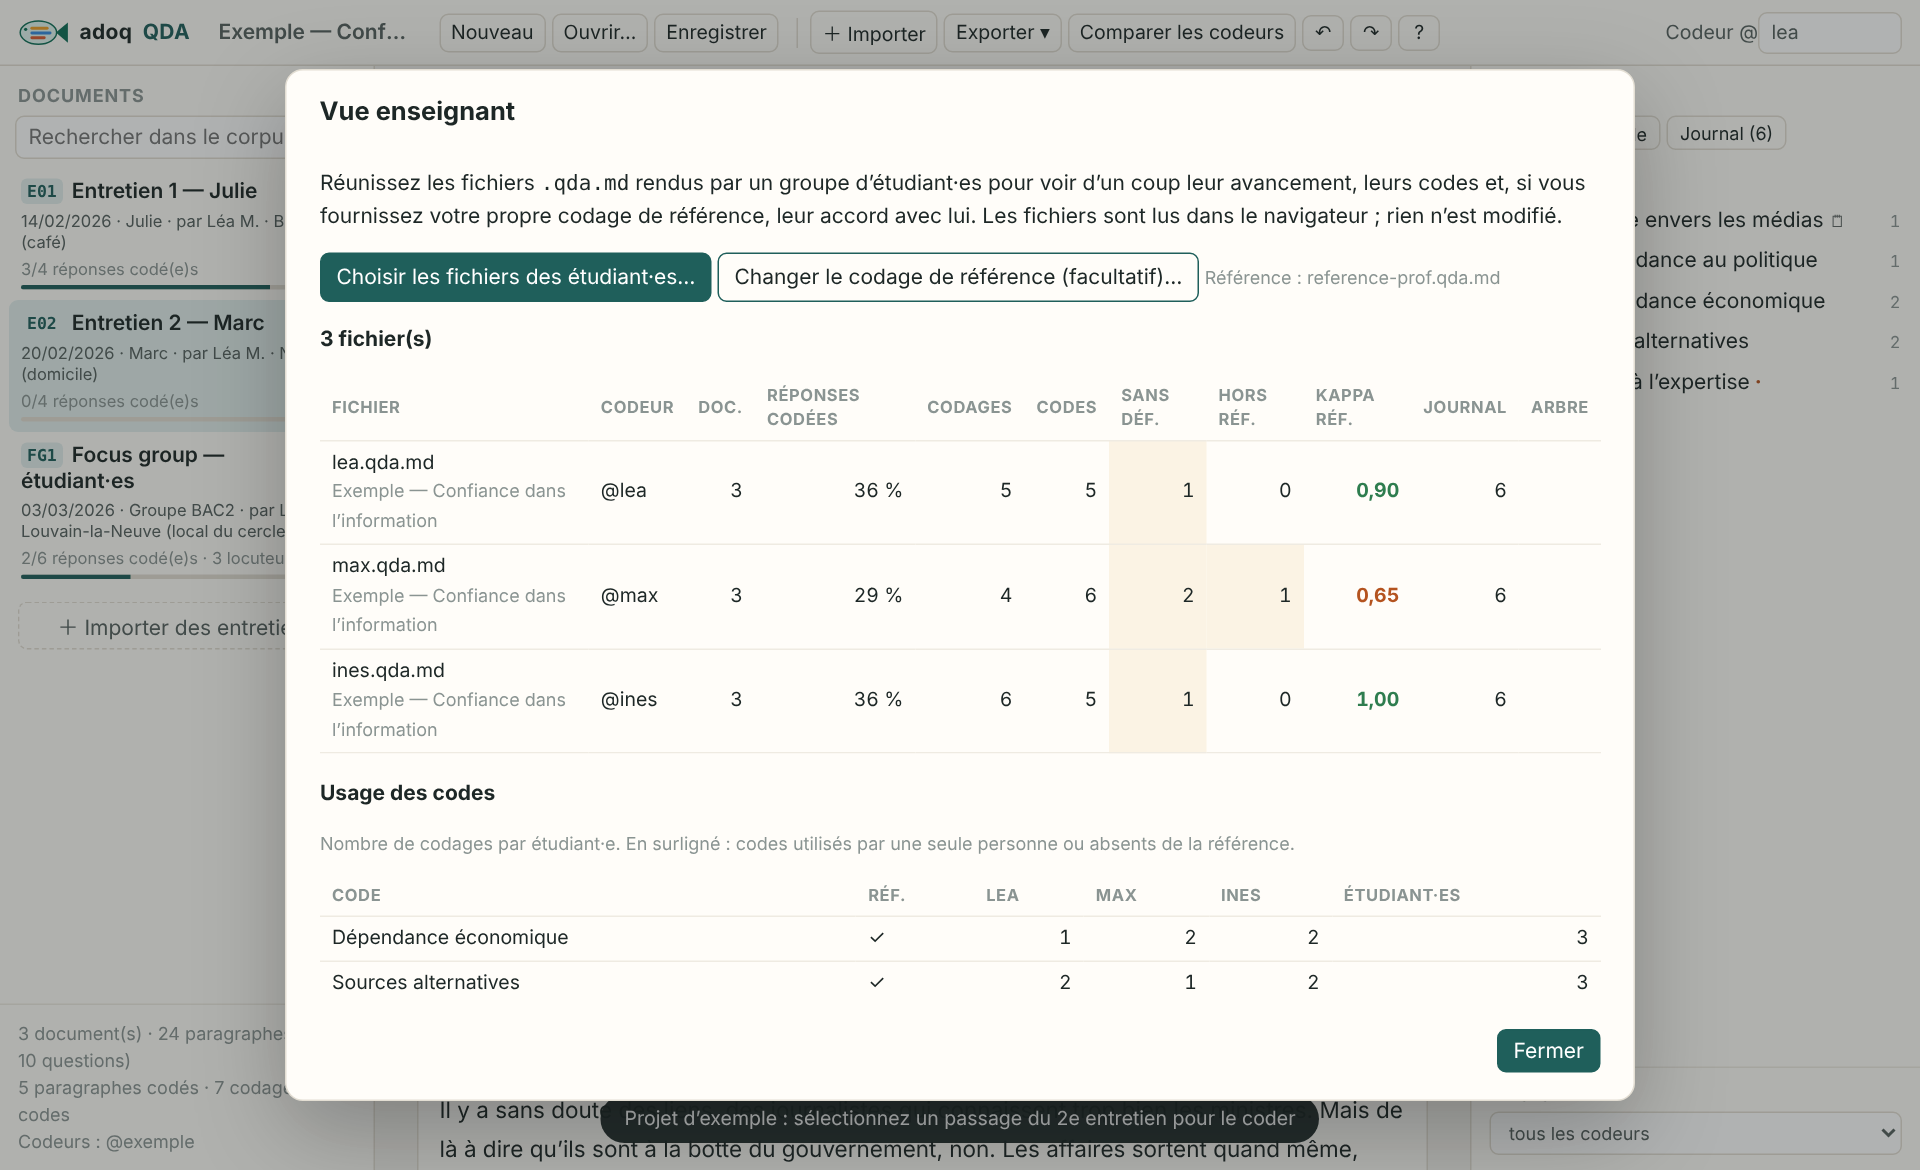 adoq QDA
Exemple — Conf…
Nouveau
Ouvrir…
Enregistrer
Importer
Exporter ▾
Comparer les codeurs
↶
↷
?
Codeur @
lea
DOCUMENTS
Rechercher dans le corpu
E01 Entretien 1 — Julie
14/02/2026 · Julie · par Léa M. · B
(café)
3/4 réponses codé(e)s
E02 Entretien 2 — Marc
20/02/2026 · Marc · par Léa M. · N
(domicile)
0/4 réponses codé(e)s
FG1 Focus group —
étudiant·es
03/03/2026 · Groupe BAC2 · par L
Louvain-la-Neuve (local du cercle
2/6 réponses codé(e)s · 3 locuteu
Importer des entretie
3 document(s) · 24 paragraphe
10 questions)
5 paragraphes codés · 7 codag
codes
Codeurs : @exemple
Vue enseignant
Réunissez les fichiers .qda.md rendus par un groupe d’étudiant·es pour voir d’un coup leur avancement, leurs codes et, si vous
fournissez votre propre codage de référence, leur accord avec lui. Les fichiers sont lus dans le navigateur ; rien n’est modifié.
Choisir les fichiers des étudiant·es…
Changer le codage de référence (facultatif)…
Référence : reference-prof.qda.md
3 fichier(s)
FICHIER CODEUR DOC. RÉPONSES CODÉES CODAGES CODES SANS DÉF. HORS RÉF. KAPPA RÉF. JOURNAL ARBRE
lea.qda.md
Exemple — Confiance dans
l’information
@lea 3 36 % 5 5 1 0 0,90 6
max.qda.md
Exemple — Confiance dans
l’information
@max 3 29 % 4 6 2 1 0,65 6
ines.qda.md
Exemple — Confiance dans
l’information
@ines 3 36 % 6 5 1 0 1,00 6
Usage des codes
Nombre de codages par étudiant·e. En surligné : codes utilisés par une seule personne ou absents de la référence.
CODE RÉF. LEA MAX INES ÉTUDIANT·ES
Dépendance économique ✓ 1 2 2 3
Sources alternatives ✓ 2 1 2 3
Fermer
e
Journal (6)
e envers les médias 1
dance au politique 1
dance économique 2
alternatives 2
à l’expertise • 1
tous les codeurs
Il y a sans doute
Mais de
Projet d’exemple : sélectionnez un passage du 2e entretien pour le coder
là à dire qu’ils sont à la botte du gouvernement, non. Les affaires sortent quand même,